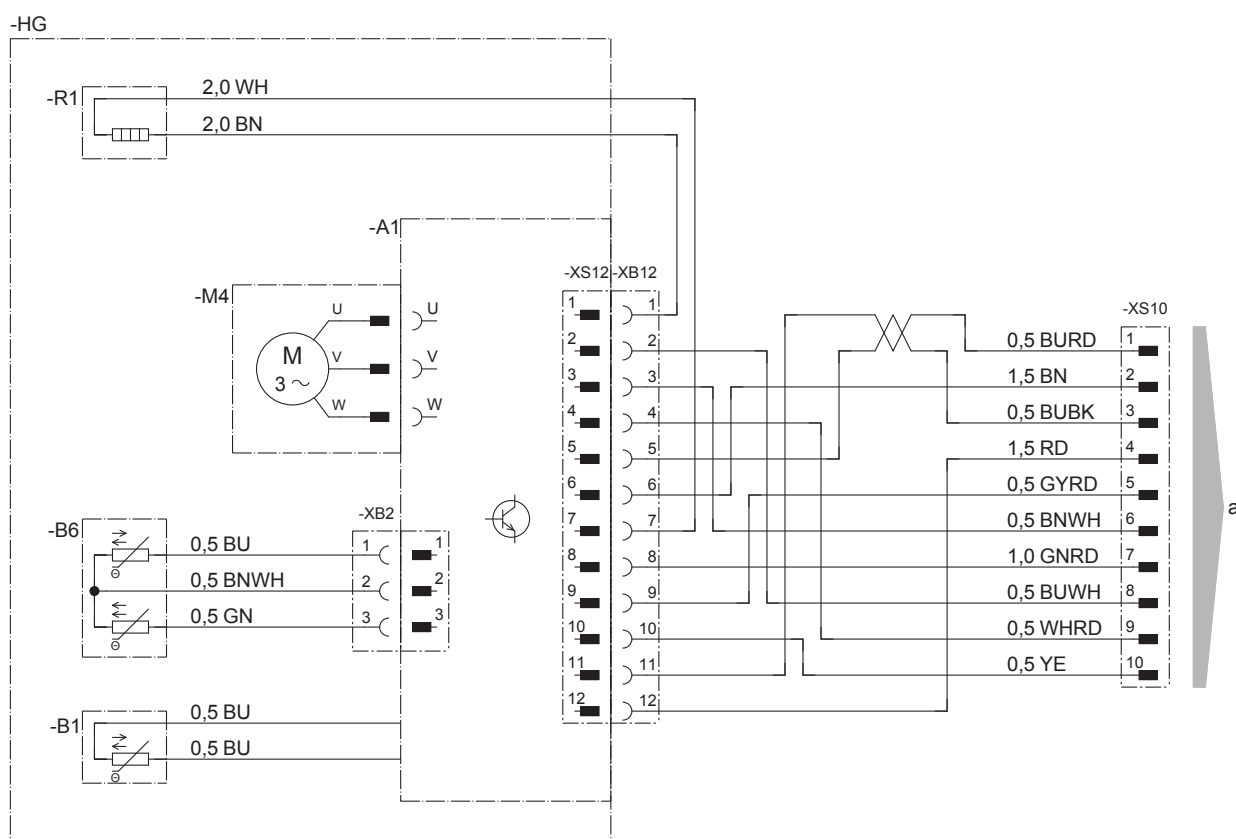 -HG
-R1
2,0 WH
2,0 BN
-A1
-M4
M
3 ~
U
V
W
U
V
W
-B6
0,5 BU
0,5 BNWH
0,5 GN
Θ
Θ
-XB2
1
2
3
1
2
3
-B1
0,5 BU
0,5 BU
Θ
-XS12
1
2
3
4
5
6
7
8
9
10
11
12
-XB12
1
2
3
4
5
6
7
8
9
10
11
12
-XS10
0,5 BURD 1
1,5 BN 2
0,5 BUBK 3
1,5 RD 4
0,5 GYRD 5
0,5 BNWH 6
1,0 GNRD 7
0,5 BUWH 8
0,5 WHRD 9
0,5 YE 10
a